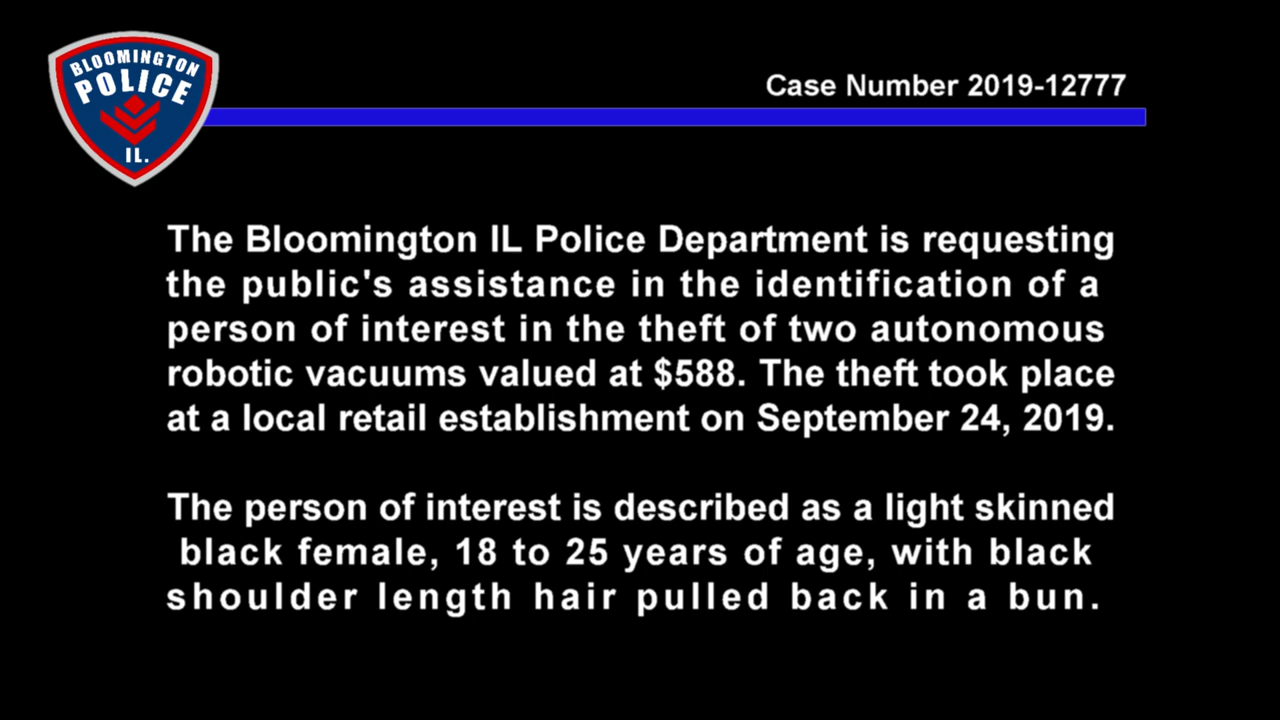 BLOOMINGTON
POLICE
IL.
Case Number 2019-12777
The Bloomington IL Police Department is requesting
the public's assistance in the identification of a
person of interest in the theft of two autonomous
robotic vacuums valued at $588. The theft took place
at a local retail establishment on September 24, 2019.
The person of interest is described as a light skinned
black female, 18 to 25 years of age, with black
shoulder length hair pulled back in a bun.